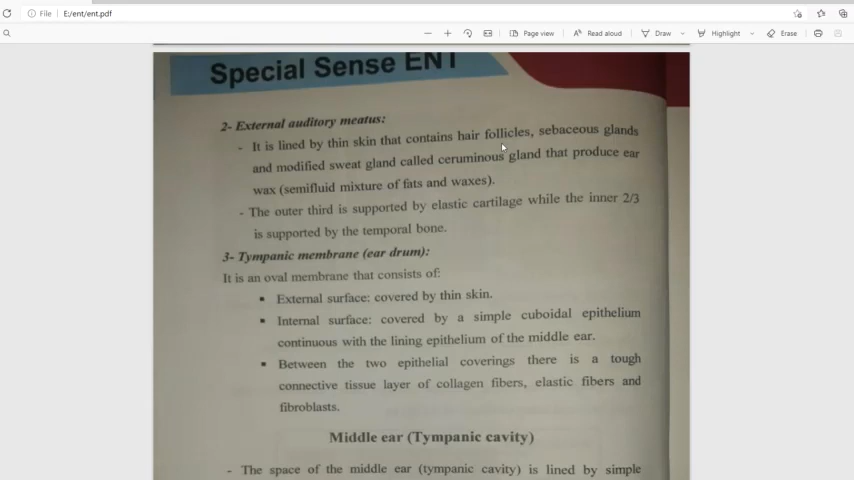 File
E:/ent/ent.pdf
Page view
Read aloud
Draw
Highlight
Erase
Special Sense ENT
2- External auditory meatus:
- It is lined by thin skin that contains hair follicles, sebaceous glands
and modified sweat gland called ceruminous gland that produce ear
wax (semifluid mixture of fats and waxes).
- The outer third is supported by elastic cartilage while the inner 2/3
is supported by the temporal bone.
3- Tympanic membrane (ear drum):
It is an oval membrane that consists of:
▪ External surface: covered by thin skin.
▪ Internal surface: covered by a simple cuboidal epithelium
continuous with the lining epithelium of the middle ear.
▪ Between the two epithelial coverings there is a tough
connective tissue layer of collagen fibers, elastic fibers and
fibroblasts.
Middle ear (Tympanic cavity)
- The space of the middle ear (tympanic cavity) is lined by simple